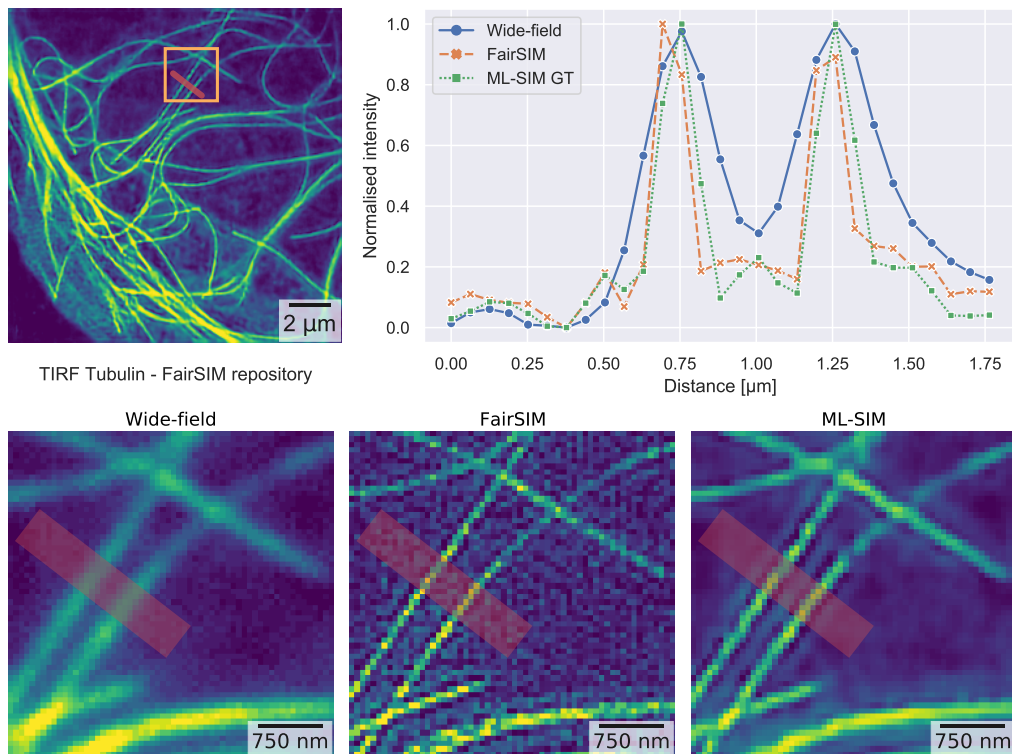 2 μm
TIRF Tubulin - FairSIM repository
Normalised intensity
1.0
0.8
0.6
0.4
0.2
0.0
Wide-field
FairSIM
ML-SIM GT
0.00 0.25 0.50 0.75 1.00 1.25 1.50 1.75
Distance [μm]
Wide-field
750 nm
FairSIM
750 nm
ML-SIM
750 nm